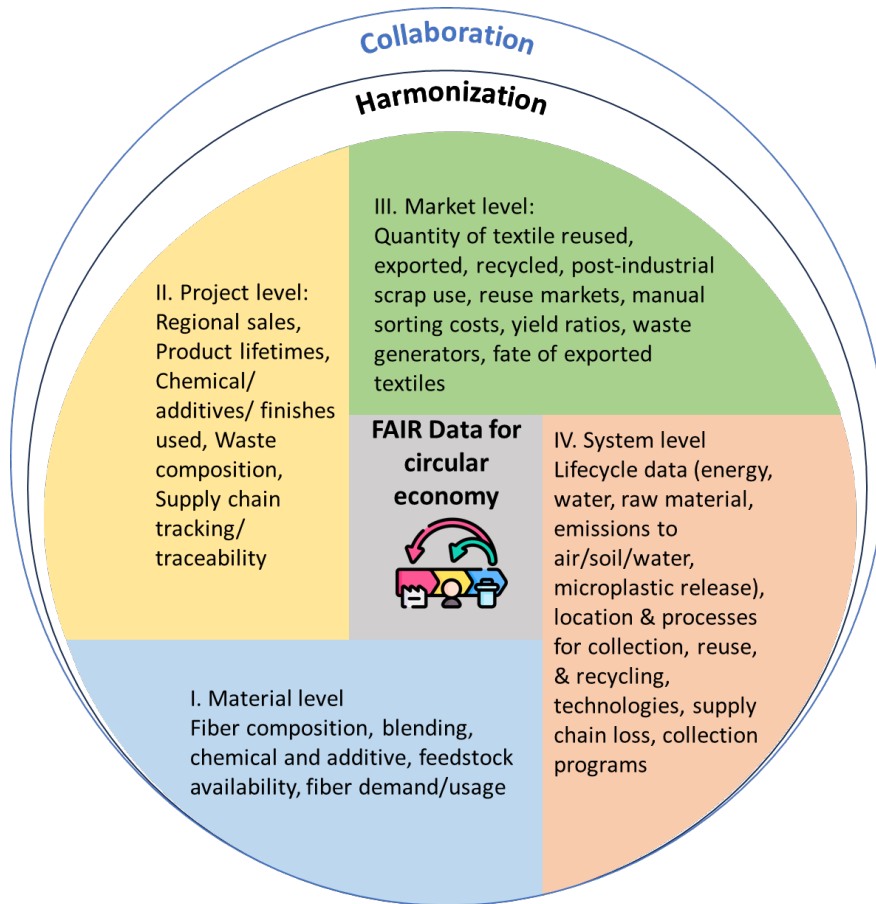 Collaboration
Harmonization
III. Market level:
Quantity of textile reused,
exported, recycled, post-industrial
scrap use, reuse markets, manual
sorting costs, yield ratios, waste
generators, fate of exported
textiles
II. Project level:
Regional sales,
Product lifetimes,
Chemical/
additives/ finishes
used, Waste
composition,
Supply chain
tracking/
traceability
FAIR Data for
circular
economy
IV. System level
Lifecycle data (energy,
water, raw material,
emissions to
air/soil/water,
microplastic release),
location & processes
for collection, reuse,
& recycling,
technologies, supply
chain loss, collection
programs
I. Material level
Fiber composition, blending,
chemical and additive, feedstock
availability, fiber demand/usage